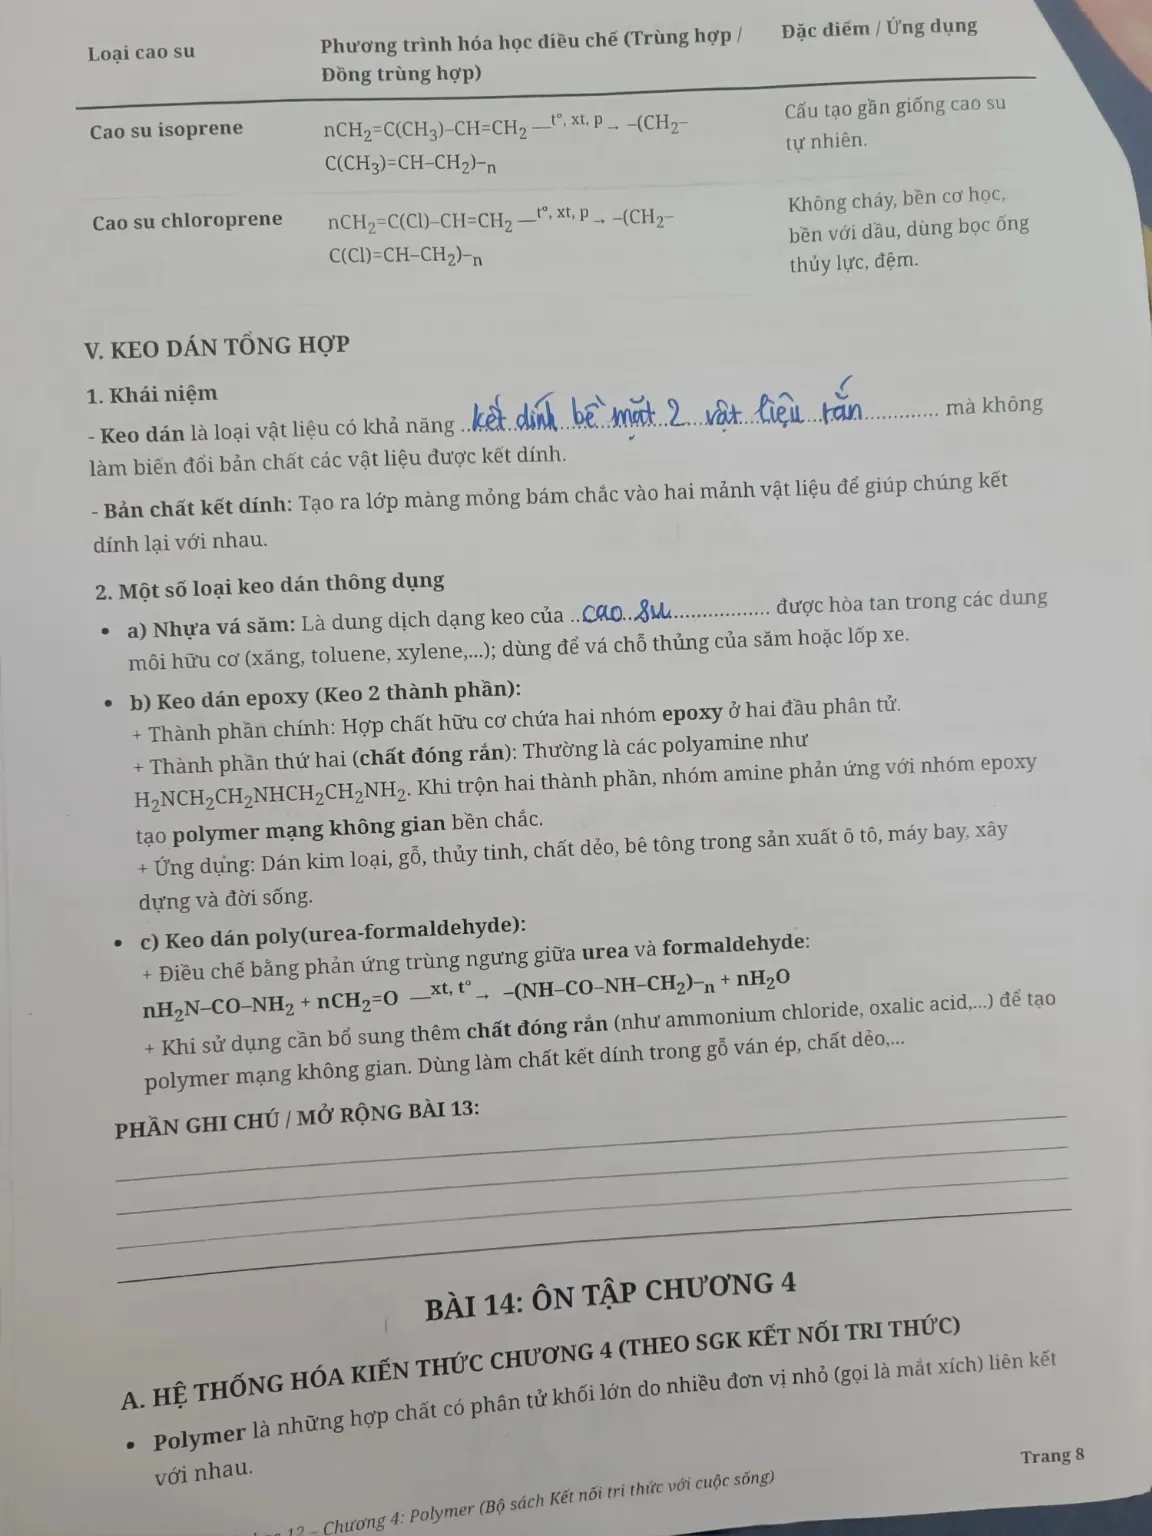 Loại cao su Phương trình hóa học điều chế (Trùng hợp / Đặc điểm / Ứng dụng
Đồng trùng hợp)
Cao su isoprene nCH₂=C(CH₃)–CH=CH₂ —t°, xt, p→ –(CH₂– Cấu tạo gần giống cao su
C(CH₃)=CH–CH₂)–n tự nhiên.
Cao su chloroprene nCH₂=C(Cl)–CH=CH₂ —t°, xt, p→ –(CH₂– Không cháy, bền cơ học,
C(Cl)=CH–CH₂)–n bền với dầu, dùng bọc ống
thủy lực, đệm.
V. KEO DÁN TỔNG HỢP
1. Khái niệm
- Keo dán là loại vật liệu có khả năng ..kết dính bề mặt 2 vật liệu rắn............ mà không
làm biến đổi bản chất các vật liệu được kết dính.
- Bản chất kết dính: Tạo ra lớp màng mỏng bám chắc vào hai mảnh vật liệu để giúp chúng kết
dính lại với nhau.
2. Một số loại keo dán thông dụng
• a) Nhựa vá săm: Là dung dịch dạng keo của ..cao su................ được hòa tan trong các dung
môi hữu cơ (xăng, toluene, xylene,...); dùng để vá chỗ thủng của săm hoặc lốp xe.
• b) Keo dán epoxy (Keo 2 thành phần):
+ Thành phần chính: Hợp chất hữu cơ chứa hai nhóm epoxy ở hai đầu phân tử.
+ Thành phần thứ hai (chất đóng rắn): Thường là các polyamine như
H₂NCH₂CH₂NHCH₂CH₂NH₂. Khi trộn hai thành phần, nhóm amine phản ứng với nhóm epoxy
tạo polymer mạng không gian bền chắc.
+ Ứng dụng: Dán kim loại, gỗ, thủy tinh, chất dẻo, bê tông trong sản xuất ô tô, máy bay, xây
dựng và đời sống.
• c) Keo dán poly(urea-formaldehyde):
+ Điều chế bằng phản ứng trùng ngưng giữa urea và formaldehyde:
nH₂N–CO–NH₂ + nCH₂=O —xt, t°→ –(NH–CO–NH–CH₂)–n + nH₂O
+ Khi sử dụng cần bổ sung thêm chất đóng rắn (như ammonium chloride, oxalic acid,...) để tạo
polymer mạng không gian. Dùng làm chất kết dính trong gỗ ván ép, chất dẻo,...
PHẦN GHI CHÚ / MỞ RỘNG BÀI 13:
BÀI 14: ÔN TẬP CHƯƠNG 4
A. HỆ THỐNG HÓA KIẾN THỨC CHƯƠNG 4 (THEO SGK KẾT NỐI TRI THỨC)
• Polymer là những hợp chất có phân tử khối lớn do nhiều đơn vị nhỏ (gọi là mắt xích) liên kết
với nhau.
Trang 8
12 – Chương 4: Polymer (Bộ sách Kết nối tri thức với cuộc sống)